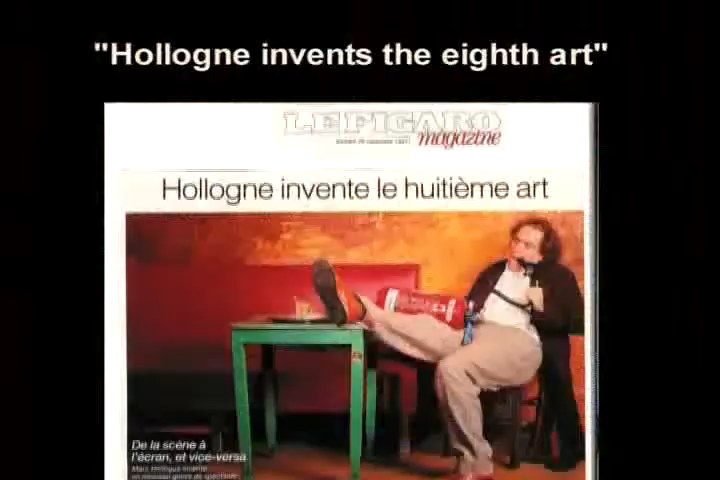 "Hollogne invents the eighth art"
LE FIGARO
magazine
Hollogne invente le huitième art
De la scène à
l'écran, et vice-versa